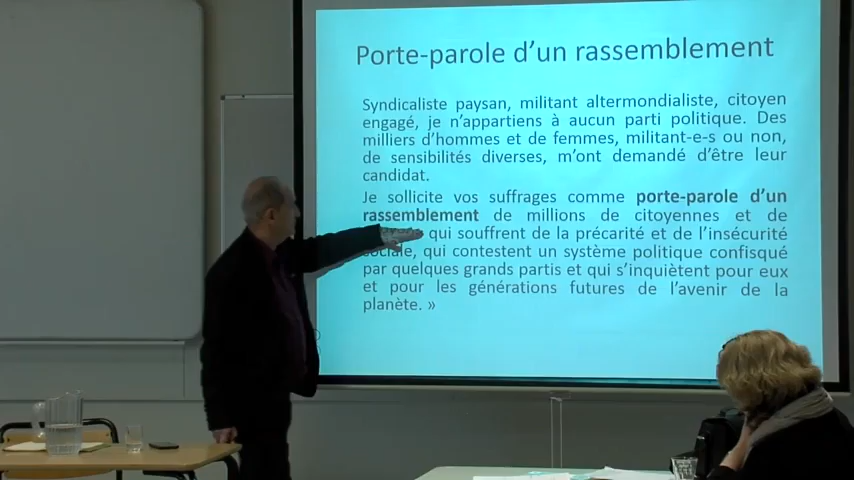 Porte-parole d'un rassemblement
Syndicaliste paysan, militant altermondialiste, citoyen
engagé, je n'appartiens à aucun parti politique. Des
milliers d'hommes et de femmes, militant-e-s ou non,
de sensibilités diverses, m'ont demandé d'être leur
candidat.
Je sollicite vos suffrages comme porte-parole d'un
rassemblement de millions de citoyennes et de
qui souffrent de la précarité et de l'insécurité
sociale, qui contestent un système politique confisqué
par quelques grands partis et qui s'inquiètent pour eux
et pour les générations futures de l'avenir de la
planète. »